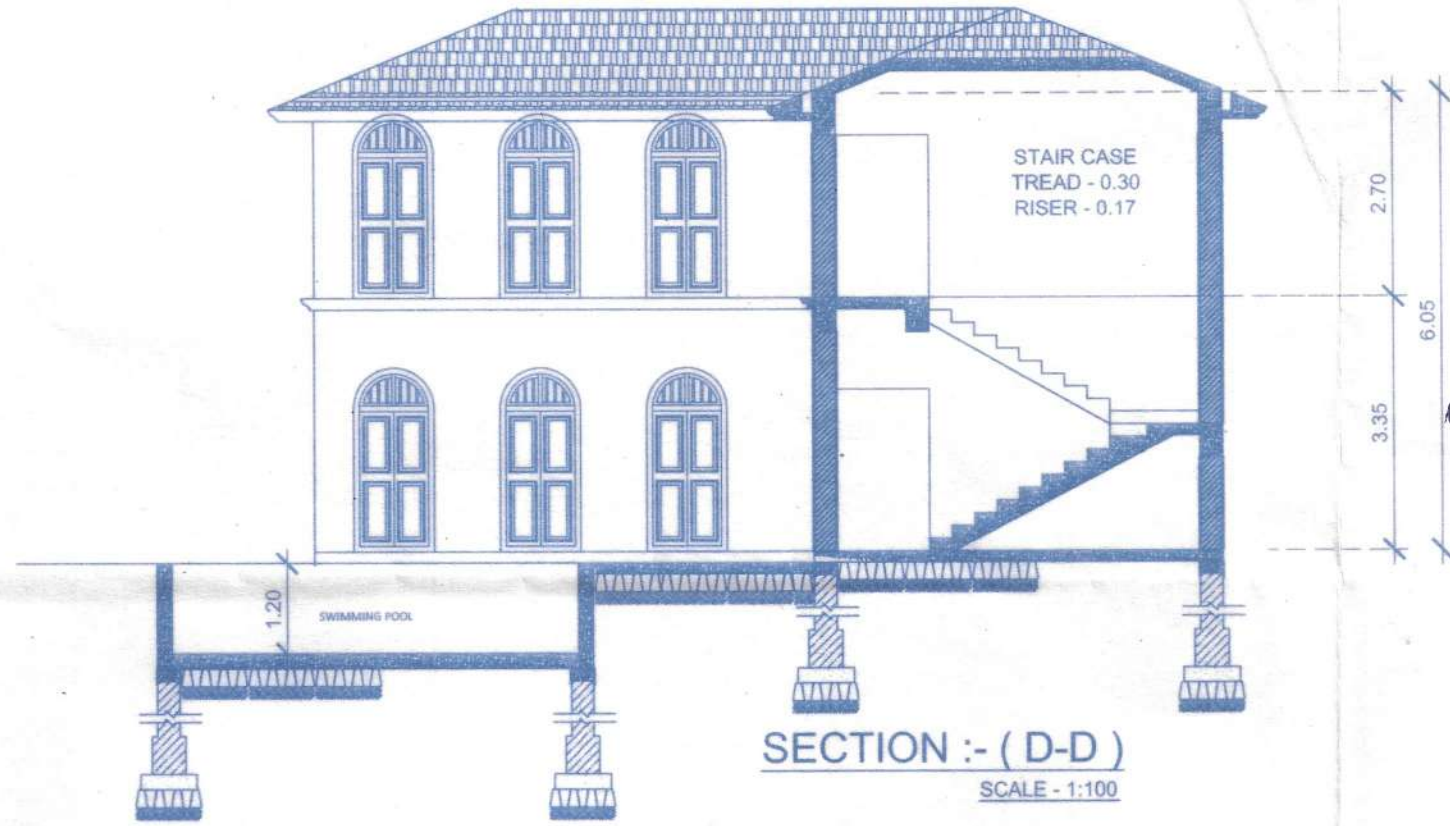 STAIR CASE
TREAD - 0.30
RISER - 0.17
2.70
6.05
3.35
1.20
SWIMMING POOL
SECTION :- ( D-D )
SCALE - 1:100